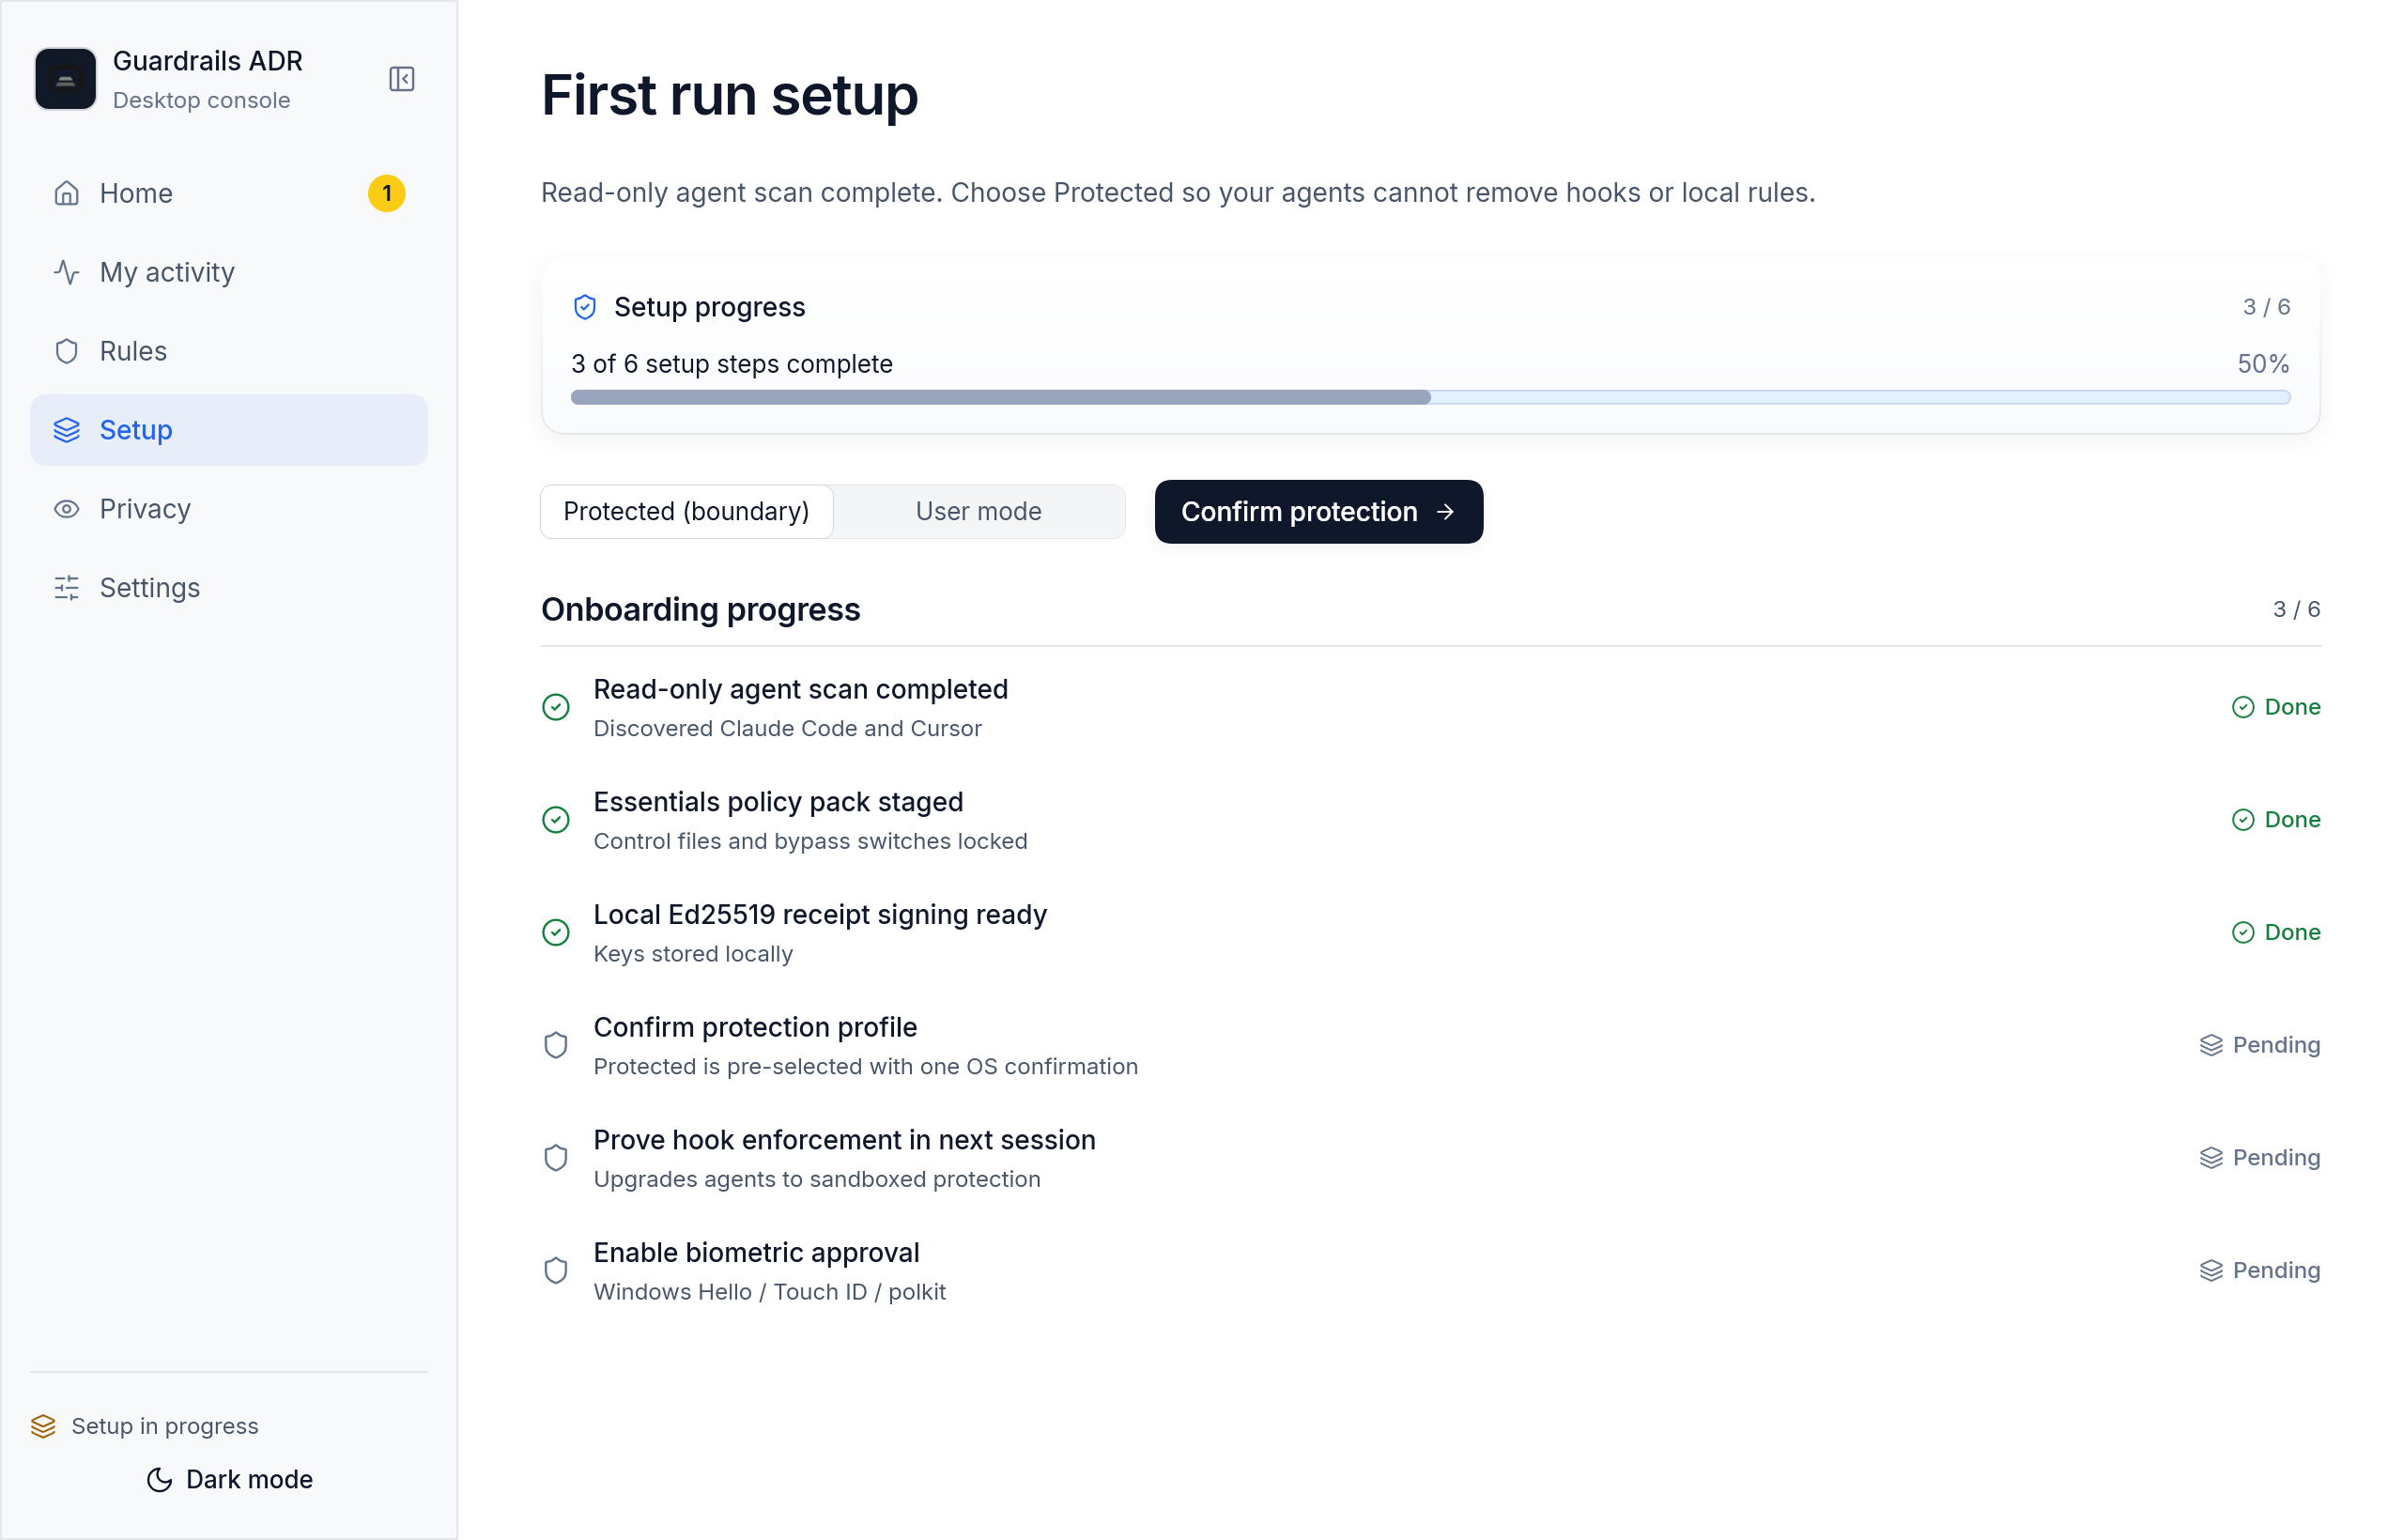 Guardrails ADR
Desktop console
Home
1
My activity
Rules
Setup
Privacy
Settings
Setup in progress
Dark mode
First run setup
Read-only agent scan complete. Choose Protected so your agents cannot remove hooks or local rules.
Setup progress
3 / 6
3 of 6 setup steps complete
50%
Protected (boundary)
User mode
Confirm protection
Onboarding progress
3 / 6
Read-only agent scan completed
Discovered Claude Code and Cursor
Done
Essentials policy pack staged
Control files and bypass switches locked
Done
Local Ed25519 receipt signing ready
Keys stored locally
Done
Confirm protection profile
Protected is pre-selected with one OS confirmation
Pending
Prove hook enforcement in next session
Upgrades agents to sandboxed protection
Pending
Enable biometric approval
Windows Hello / Touch ID / polkit
Pending